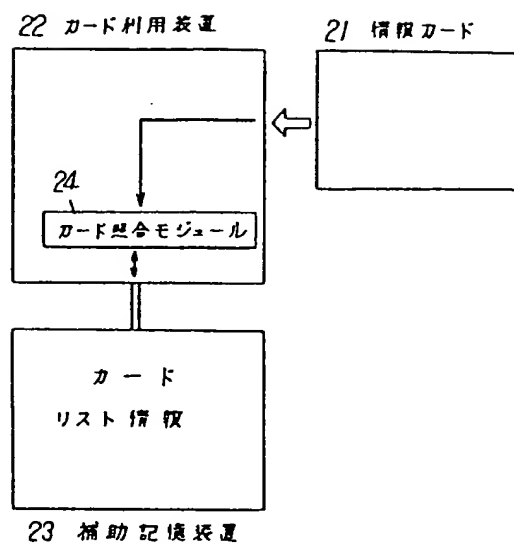 22 カード利用装置
21 情報カード
24
カード照合モジュール
カード
リスト情報
23 補助記憶装置